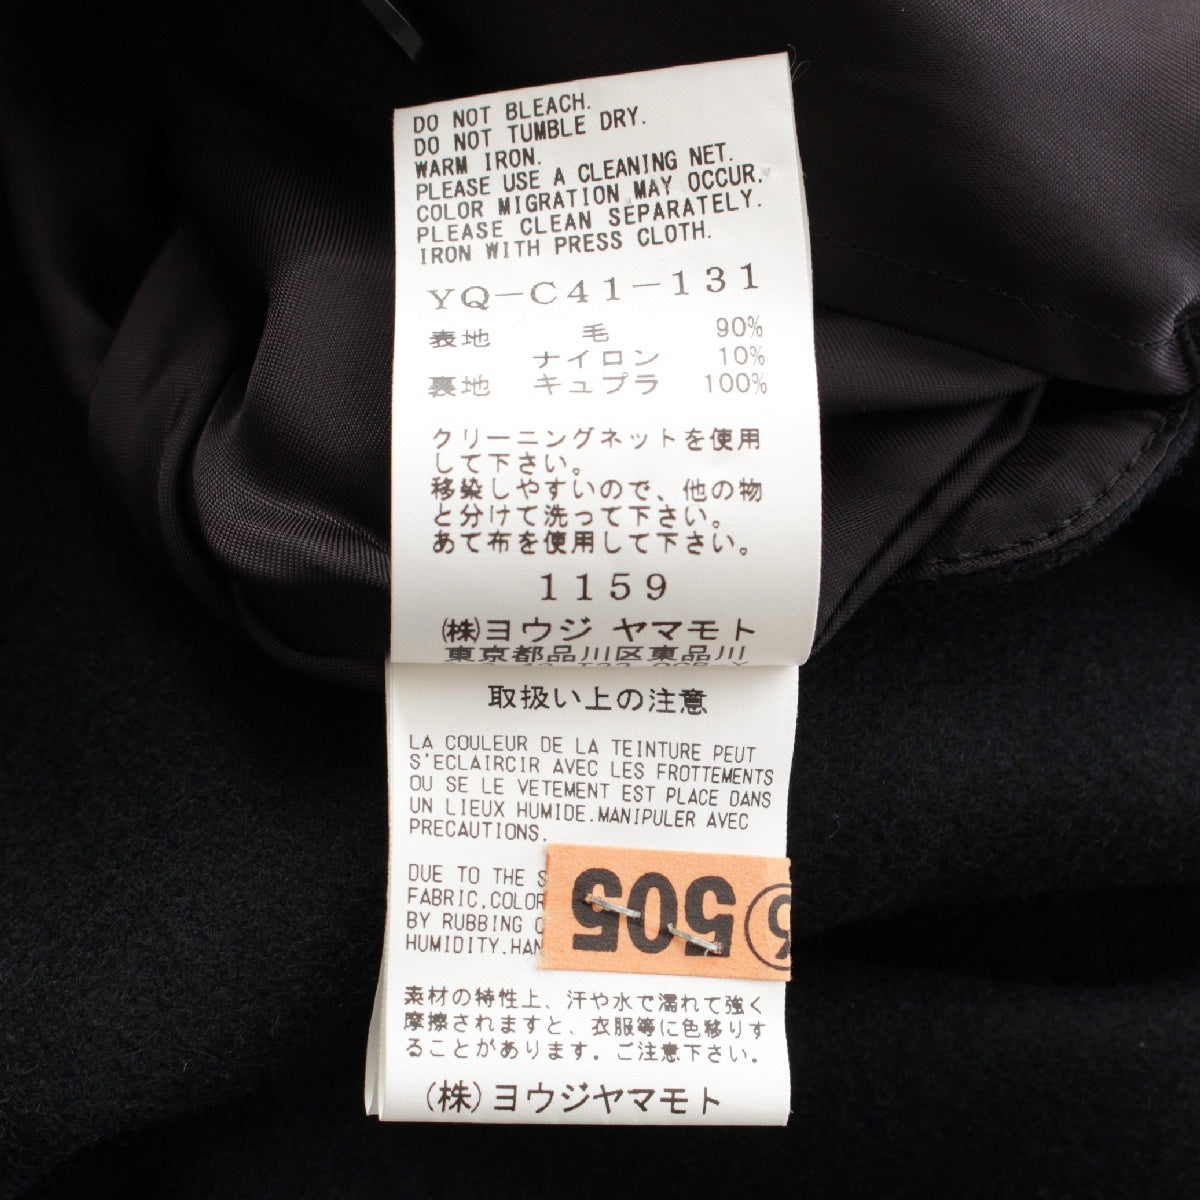 DO NOT BLEACH.
DO NOT TUMBLE DRY.
WARM IRON.
PLEASE USE A CLEANING NET.
COLOR MIGRATION MAY OCCUR.
PLEASE CLEAN SEPARATELY.
IRON WITH PRESS CLOTH.
YQ-C41-131
表地 毛 90%
ナイロン 10%
裏地 キュプラ 100%
クリーニングネットを使用
して下さい。
移染しやすいので、他の物
と分けて洗って下さい。
あて布を使用して下さい。
1159
(株)ヨウジ ヤマモト
東京都品川区東品川
取扱い上の注意
LA COULEUR DE LA TEINTURE PEUT
S'ECLAIRCIR AVEC LES FROTTEMENTS
OU SE LE VETEMENT EST PLACE DANS
UN LIEUX HUMIDE.MANIPULER AVEC
PRECAUTIONS.
DUE TO THE S
FABRIC,COLOR
BY RUBBING
HUMIDITY.HAN
505
素材の特性上、汗や水で濡れて強く
摩擦されますと、衣服等に色移りす
ることがあります。ご注意下さい。
(株)ヨウジヤマモト